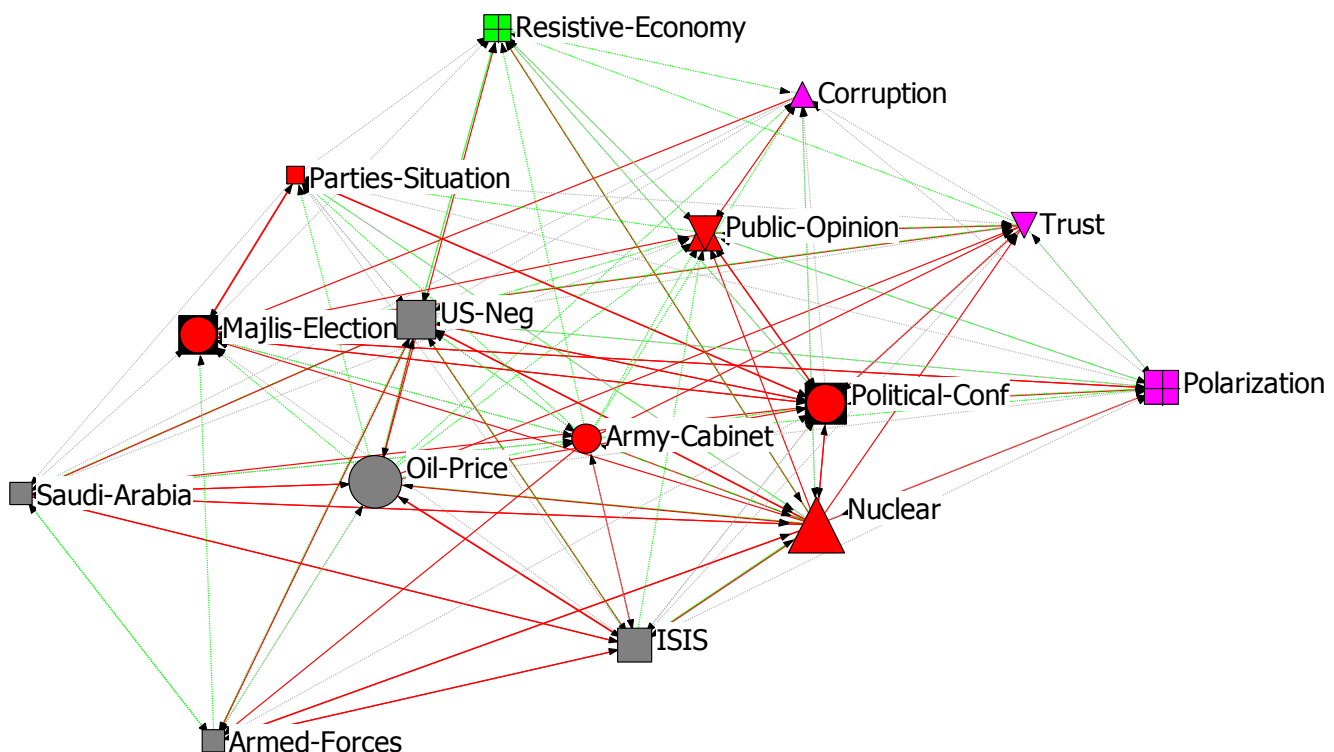 Resistive-Economy
Corruption
Parties-Situation
Public-Opinion
Trust
US-Neg
Majlis-Election
Polarization
Political-Conf
Army-Cabinet
Oil-Price
Saudi-Arabia
Nuclear
ISIS
Armed-Forces